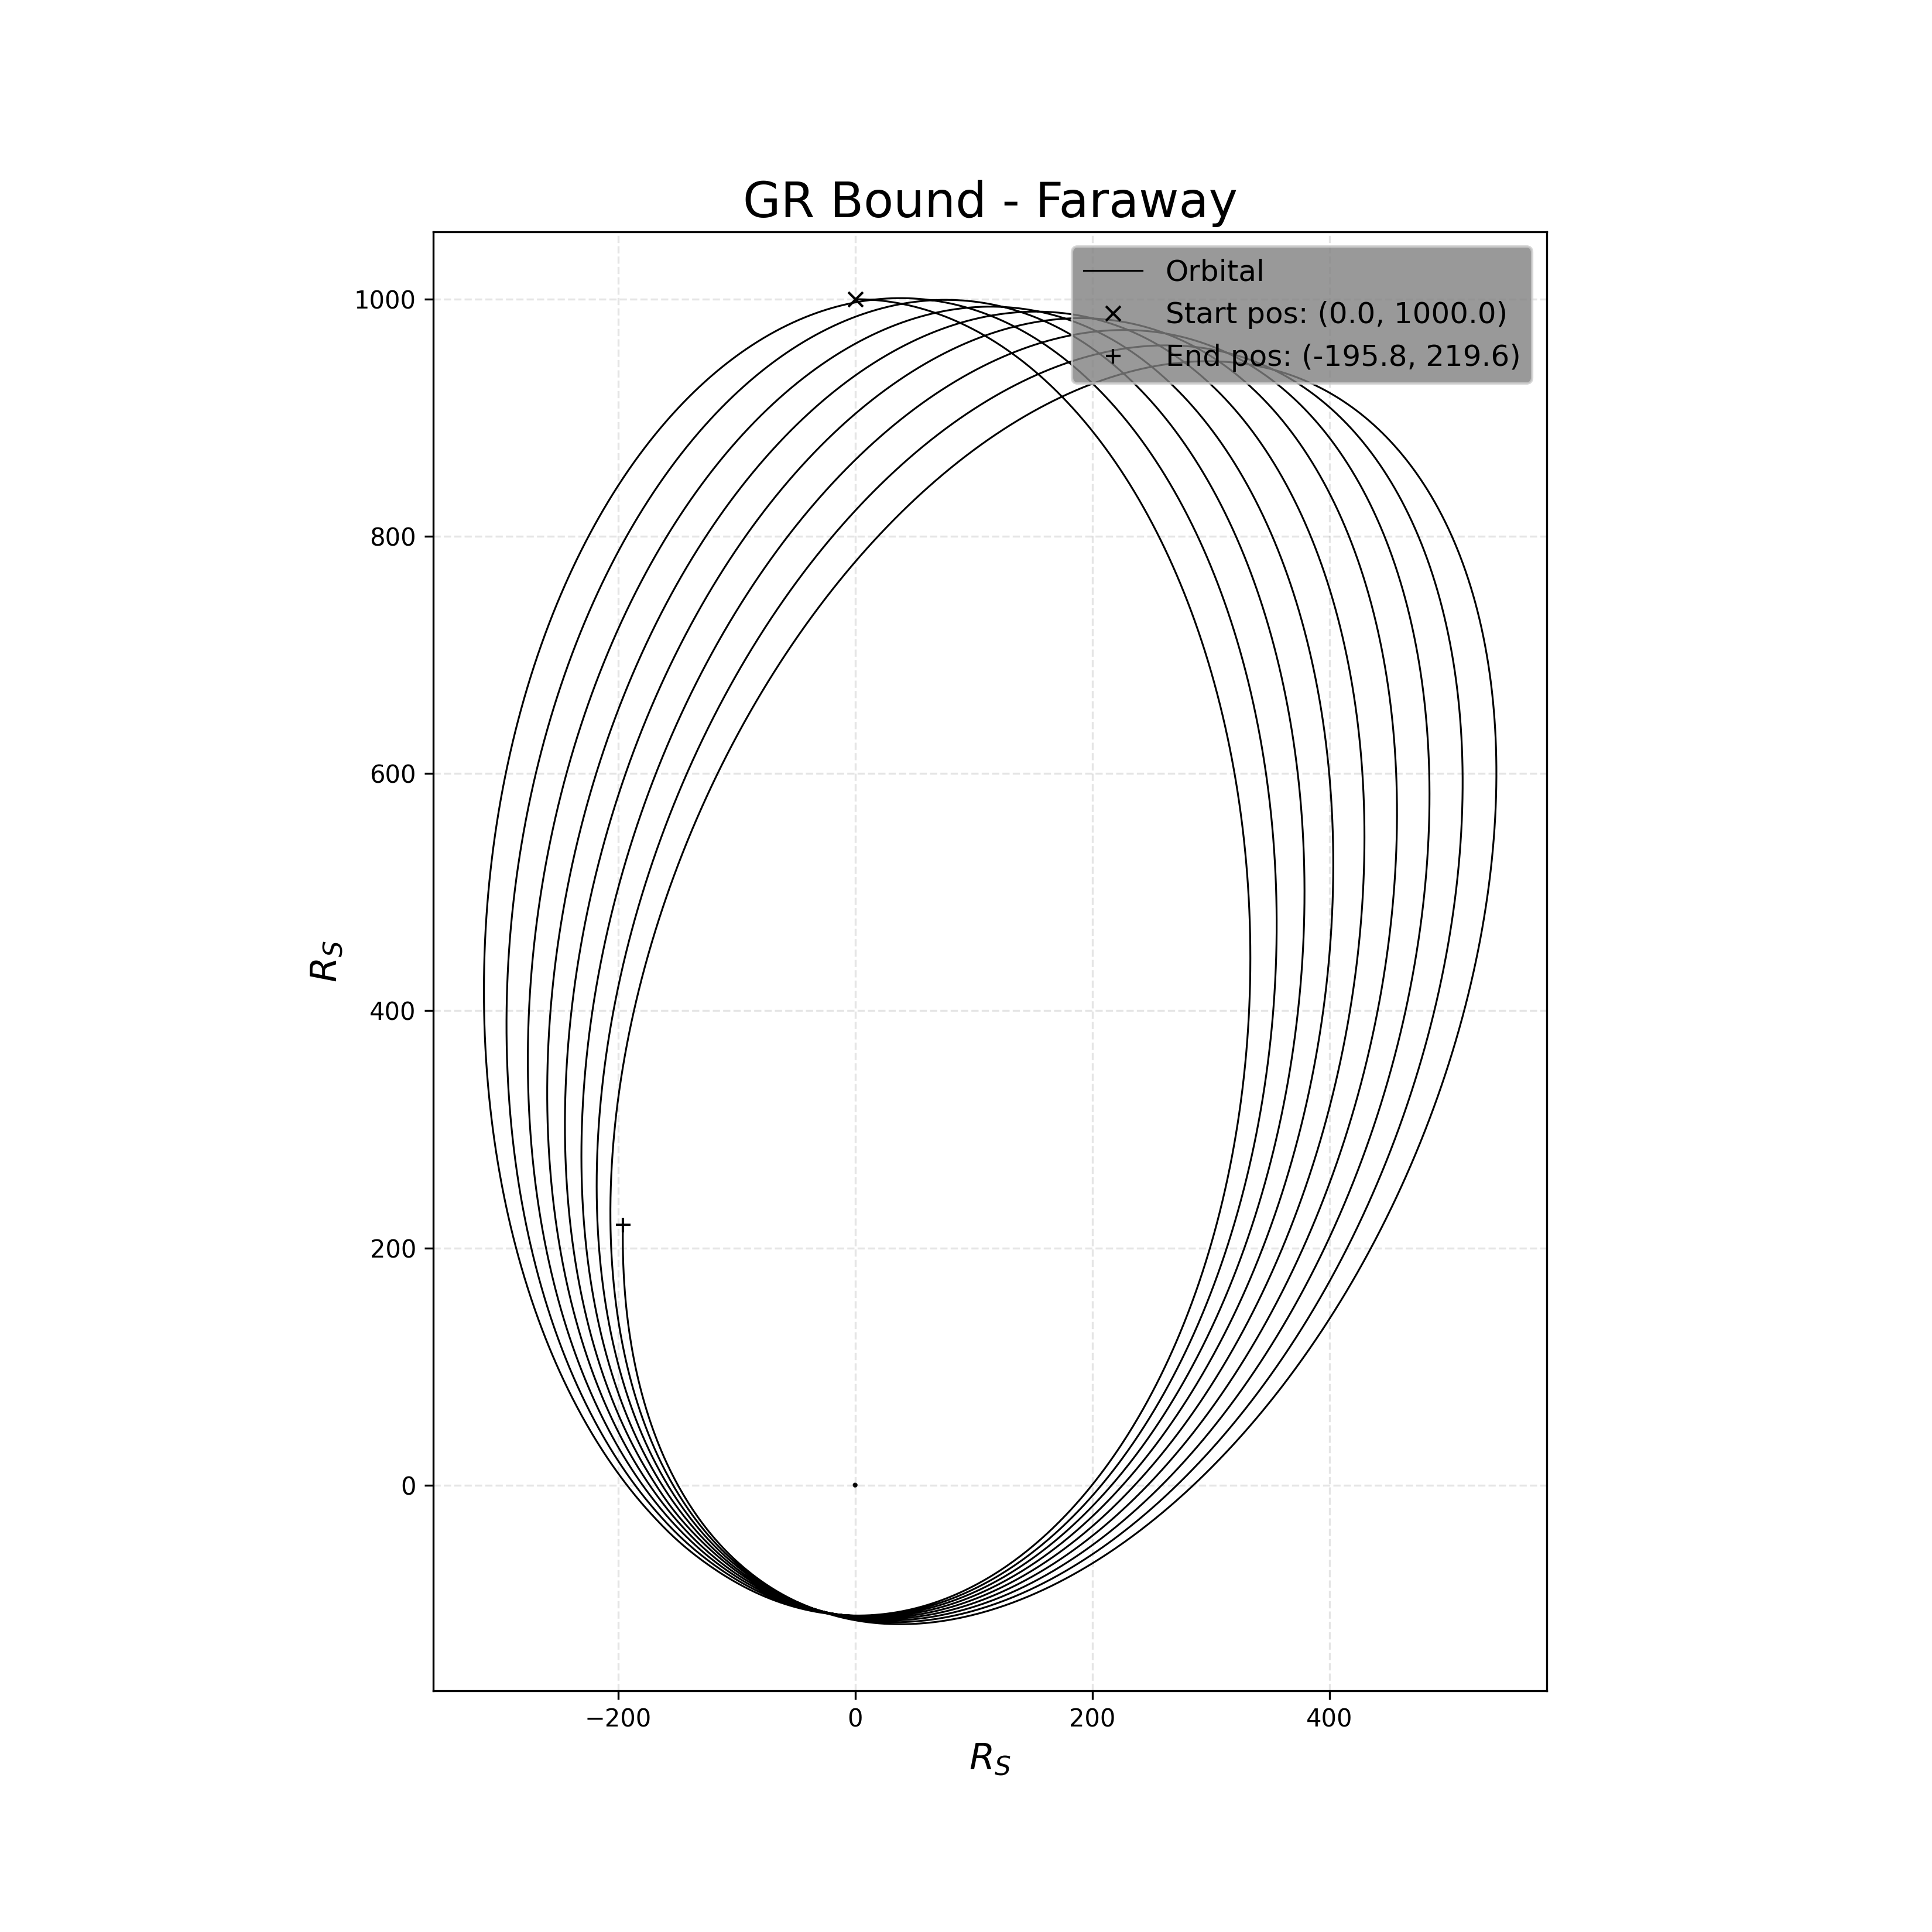 GR Bound - Faraway
Orbital
Start pos: (0.0, 1000.0)
End pos: (-195.8, 219.6)
1000
800
600
400
200
0
R_S
−200 0 200 400
R_S